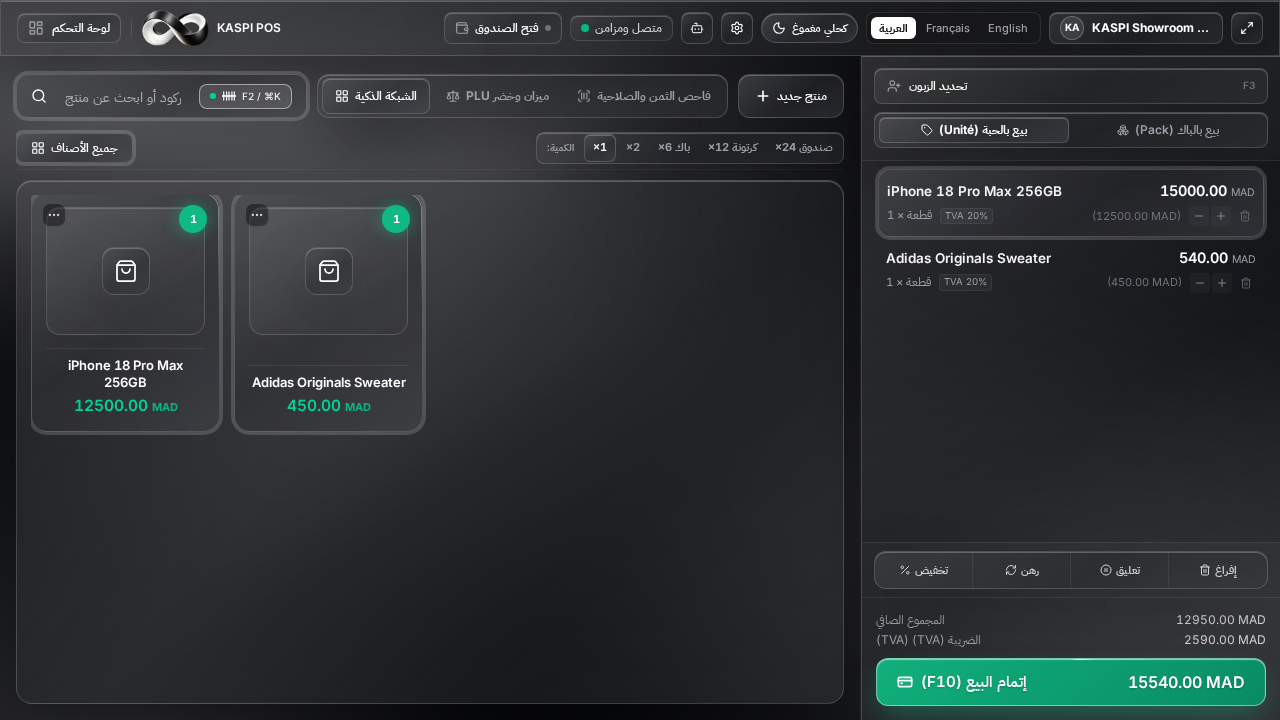 لوحة التحكم
KASPI POS
فتح الصندوق
متصل ومزامن
كحلي مغموغ
العربية
Français
English
KA
KASPI Showroom ...
ركود أو ابحث عن منتج
F2 / ⌘K
الشبكة الذكية
ميزان وخضر PLU
فاحص الثمن والصلاحية
منتج جديد
جميع الأصناف
الكمية:
×1
×2
باك 6×
كرتونة 12×
صندوق 24×
1
iPhone 18 Pro Max
256GB
12500.00 MAD
1
Adidas Originals Sweater
450.00 MAD
تحديد الزبون
F3
بيع بالحبة (Unité)
بيع بالباك (Pack)
iPhone 18 Pro Max 256GB
15000.00 MAD
1 × قطعة
TVA 20%
(12500.00 MAD)
Adidas Originals Sweater
540.00 MAD
1 × قطعة
TVA 20%
(450.00 MAD)
تخفيض
رهن
تعليق
إفراغ
المجموع الصافي
12950.00 MAD
الضريبة (TVA) (TVA)
2590.00 MAD
إتمام البيع (F10)
15540.00 MAD